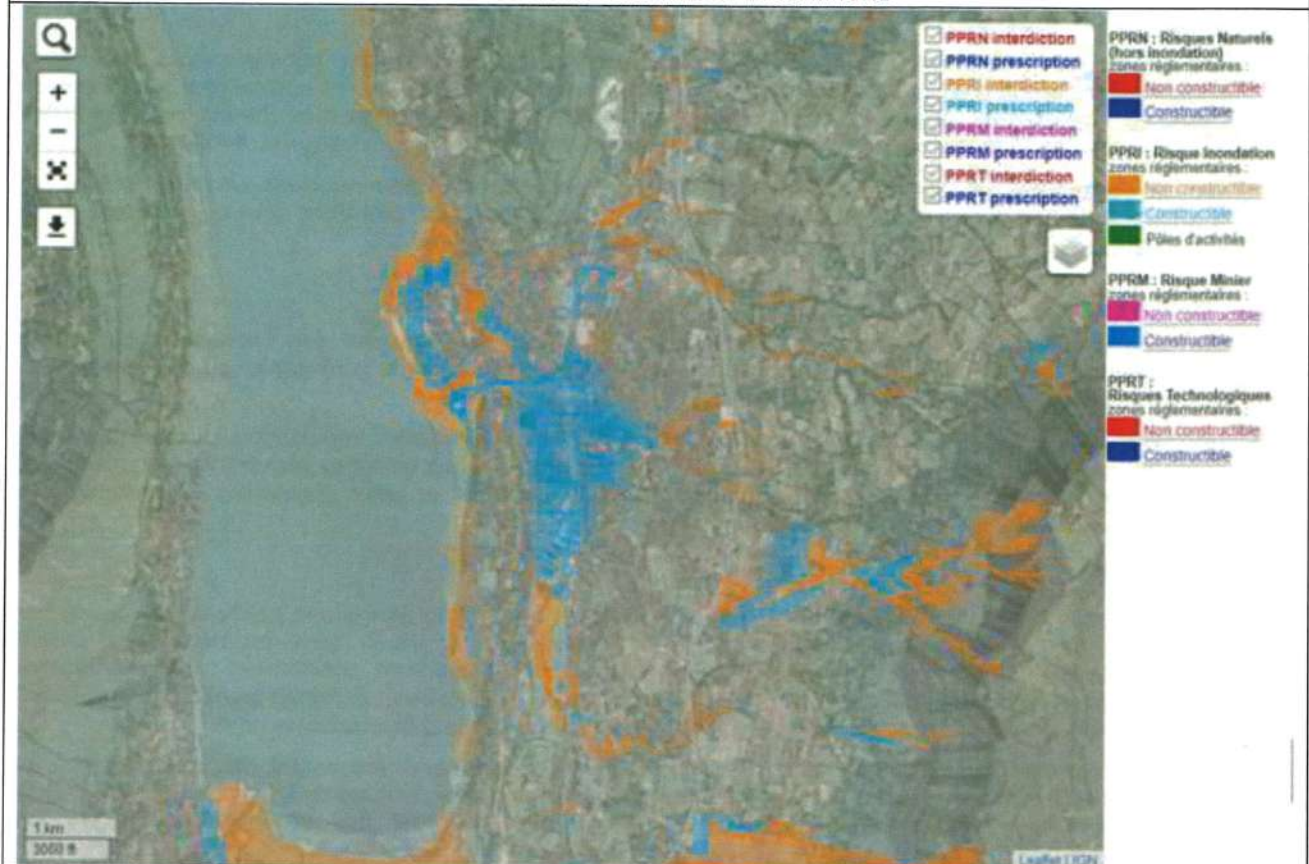 PPRN interdiction
PPRN prescription
PPRI interdiction
PPRI prescription
PPRM interdiction
PPRM prescription
PPRT interdiction
PPRT prescription
PPRN : Risques Naturels
(hors inondation)
zones réglementaires :
Non constructible
Constructible
PPRI : Risque Inondation
zones réglementaires :
Non constructible
Constructible
Pôles d'activités
PPRM : Risque Minier
zones réglementaires :
Non constructible
Constructible
PPRT :
Risques Technologiques
zones réglementaires :
Non constructible
Constructible
1 km
3000 ft
Leaflet | IGN